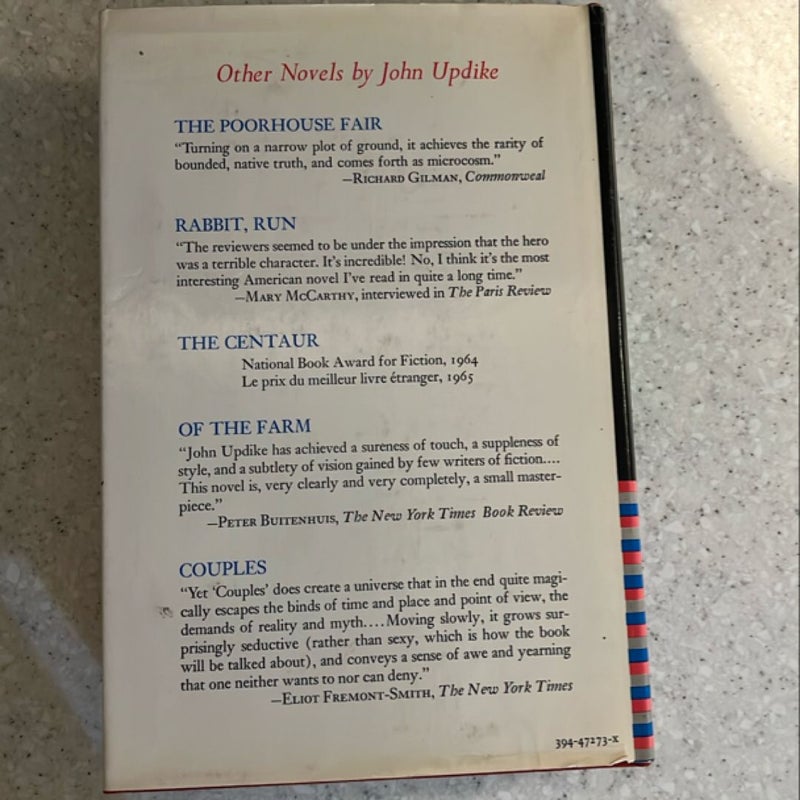 Other Novels by John Updike
THE POORHOUSE FAIR
“Turning on a narrow plot of ground, it achieves the rarity of
bounded, native truth, and comes forth as microcosm.”
—RICHARD GILMAN, Commonweal
RABBIT, RUN
“The reviewers seemed to be under the impression that the hero
was a terrible character. It's incredible! No, I think it's the most
interesting American novel I've read in quite a long time.”
—MARY McCARTHY, interviewed in The Paris Review
THE CENTAUR
National Book Award for Fiction, 1964
Le prix du meilleur livre étranger, 1965
OF THE FARM
“John Updike has achieved a sureness of touch, a suppleness of
style, and a subtlety of vision gained by few writers of fiction....
This novel is, very clearly and very completely, a small master-
piece.”
—PETER BUITENHUIS, The New York Times Book Review
COUPLES
“Yet ‘Couples’ does create a universe that in the end quite magi-
cally escapes the binds of time and place and point of view, the
demands of reality and myth....Moving slowly, it grows sur-
prisingly seductive (rather than sexy, which is how the book
will be talked about), and conveys a sense of awe and yearning
that one neither wants to nor can deny.”
—ELIOT FREMONT-SMITH, The New York Times
394-47273-X